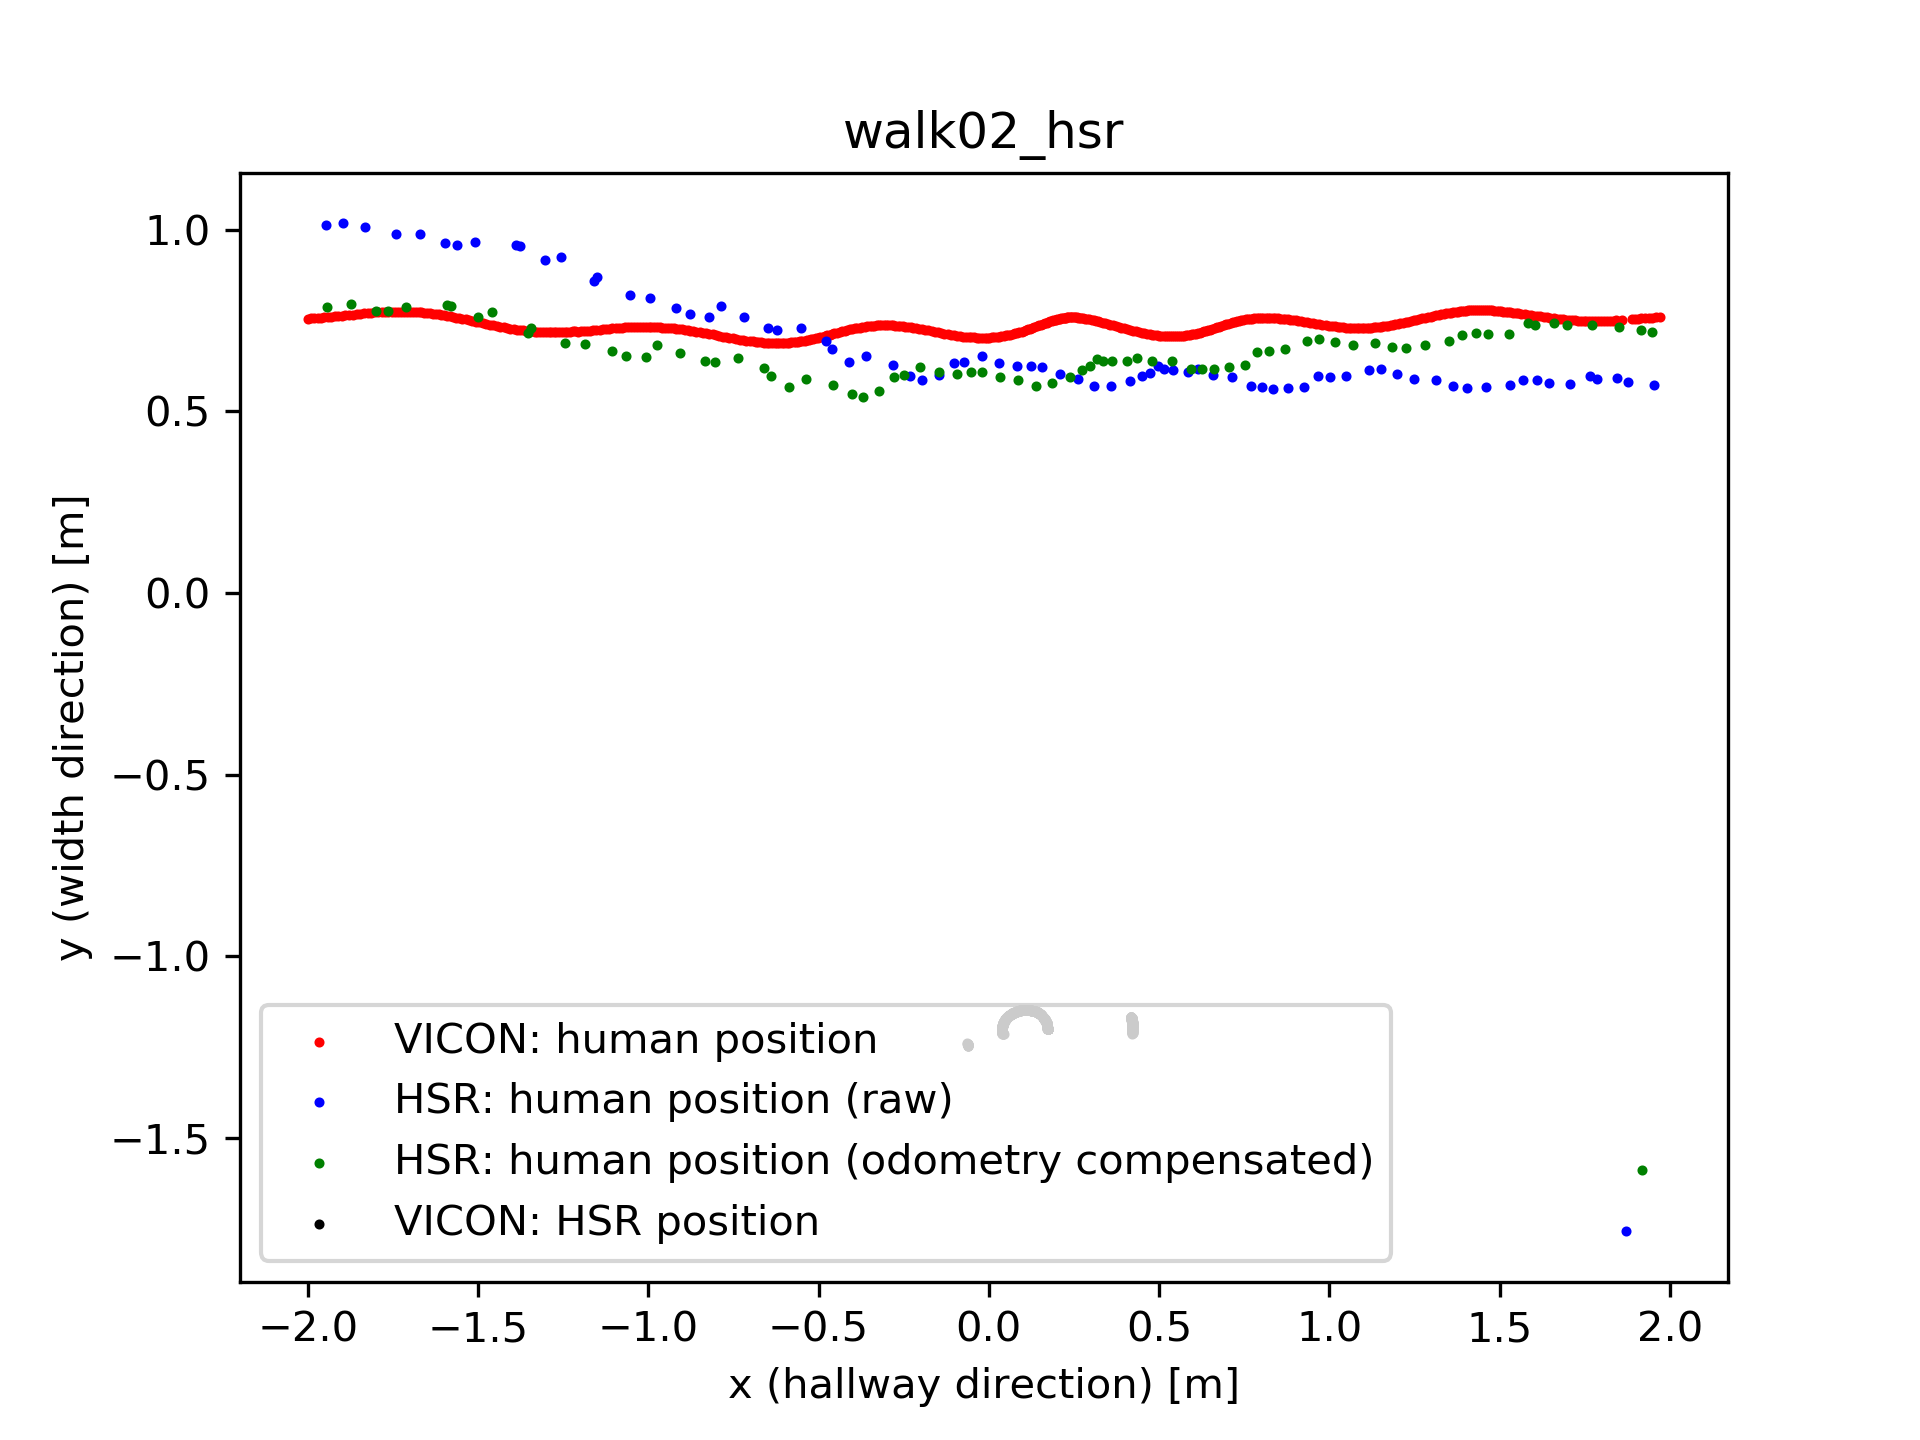 walk02_hsr
1.0
0.5
0.0
−0.5
−1.0
−1.5
y (width direction) [m]
VICON: human position
HSR: human position (raw)
HSR: human position (odometry compensated)
VICON: HSR position
−2.0 −1.5 −1.0 −0.5 0.0 0.5 1.0 1.5 2.0
x (hallway direction) [m]